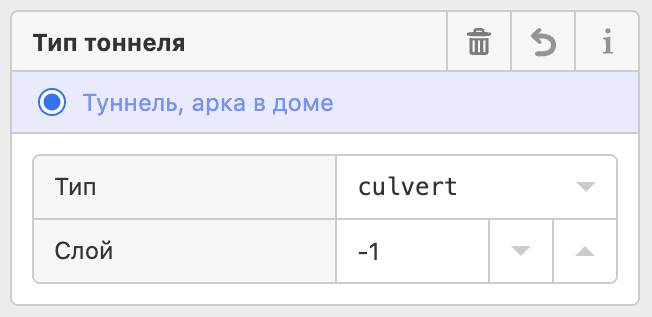 Тип тоннеля
Туннель, арка в доме
Тип culvert
Слой -1